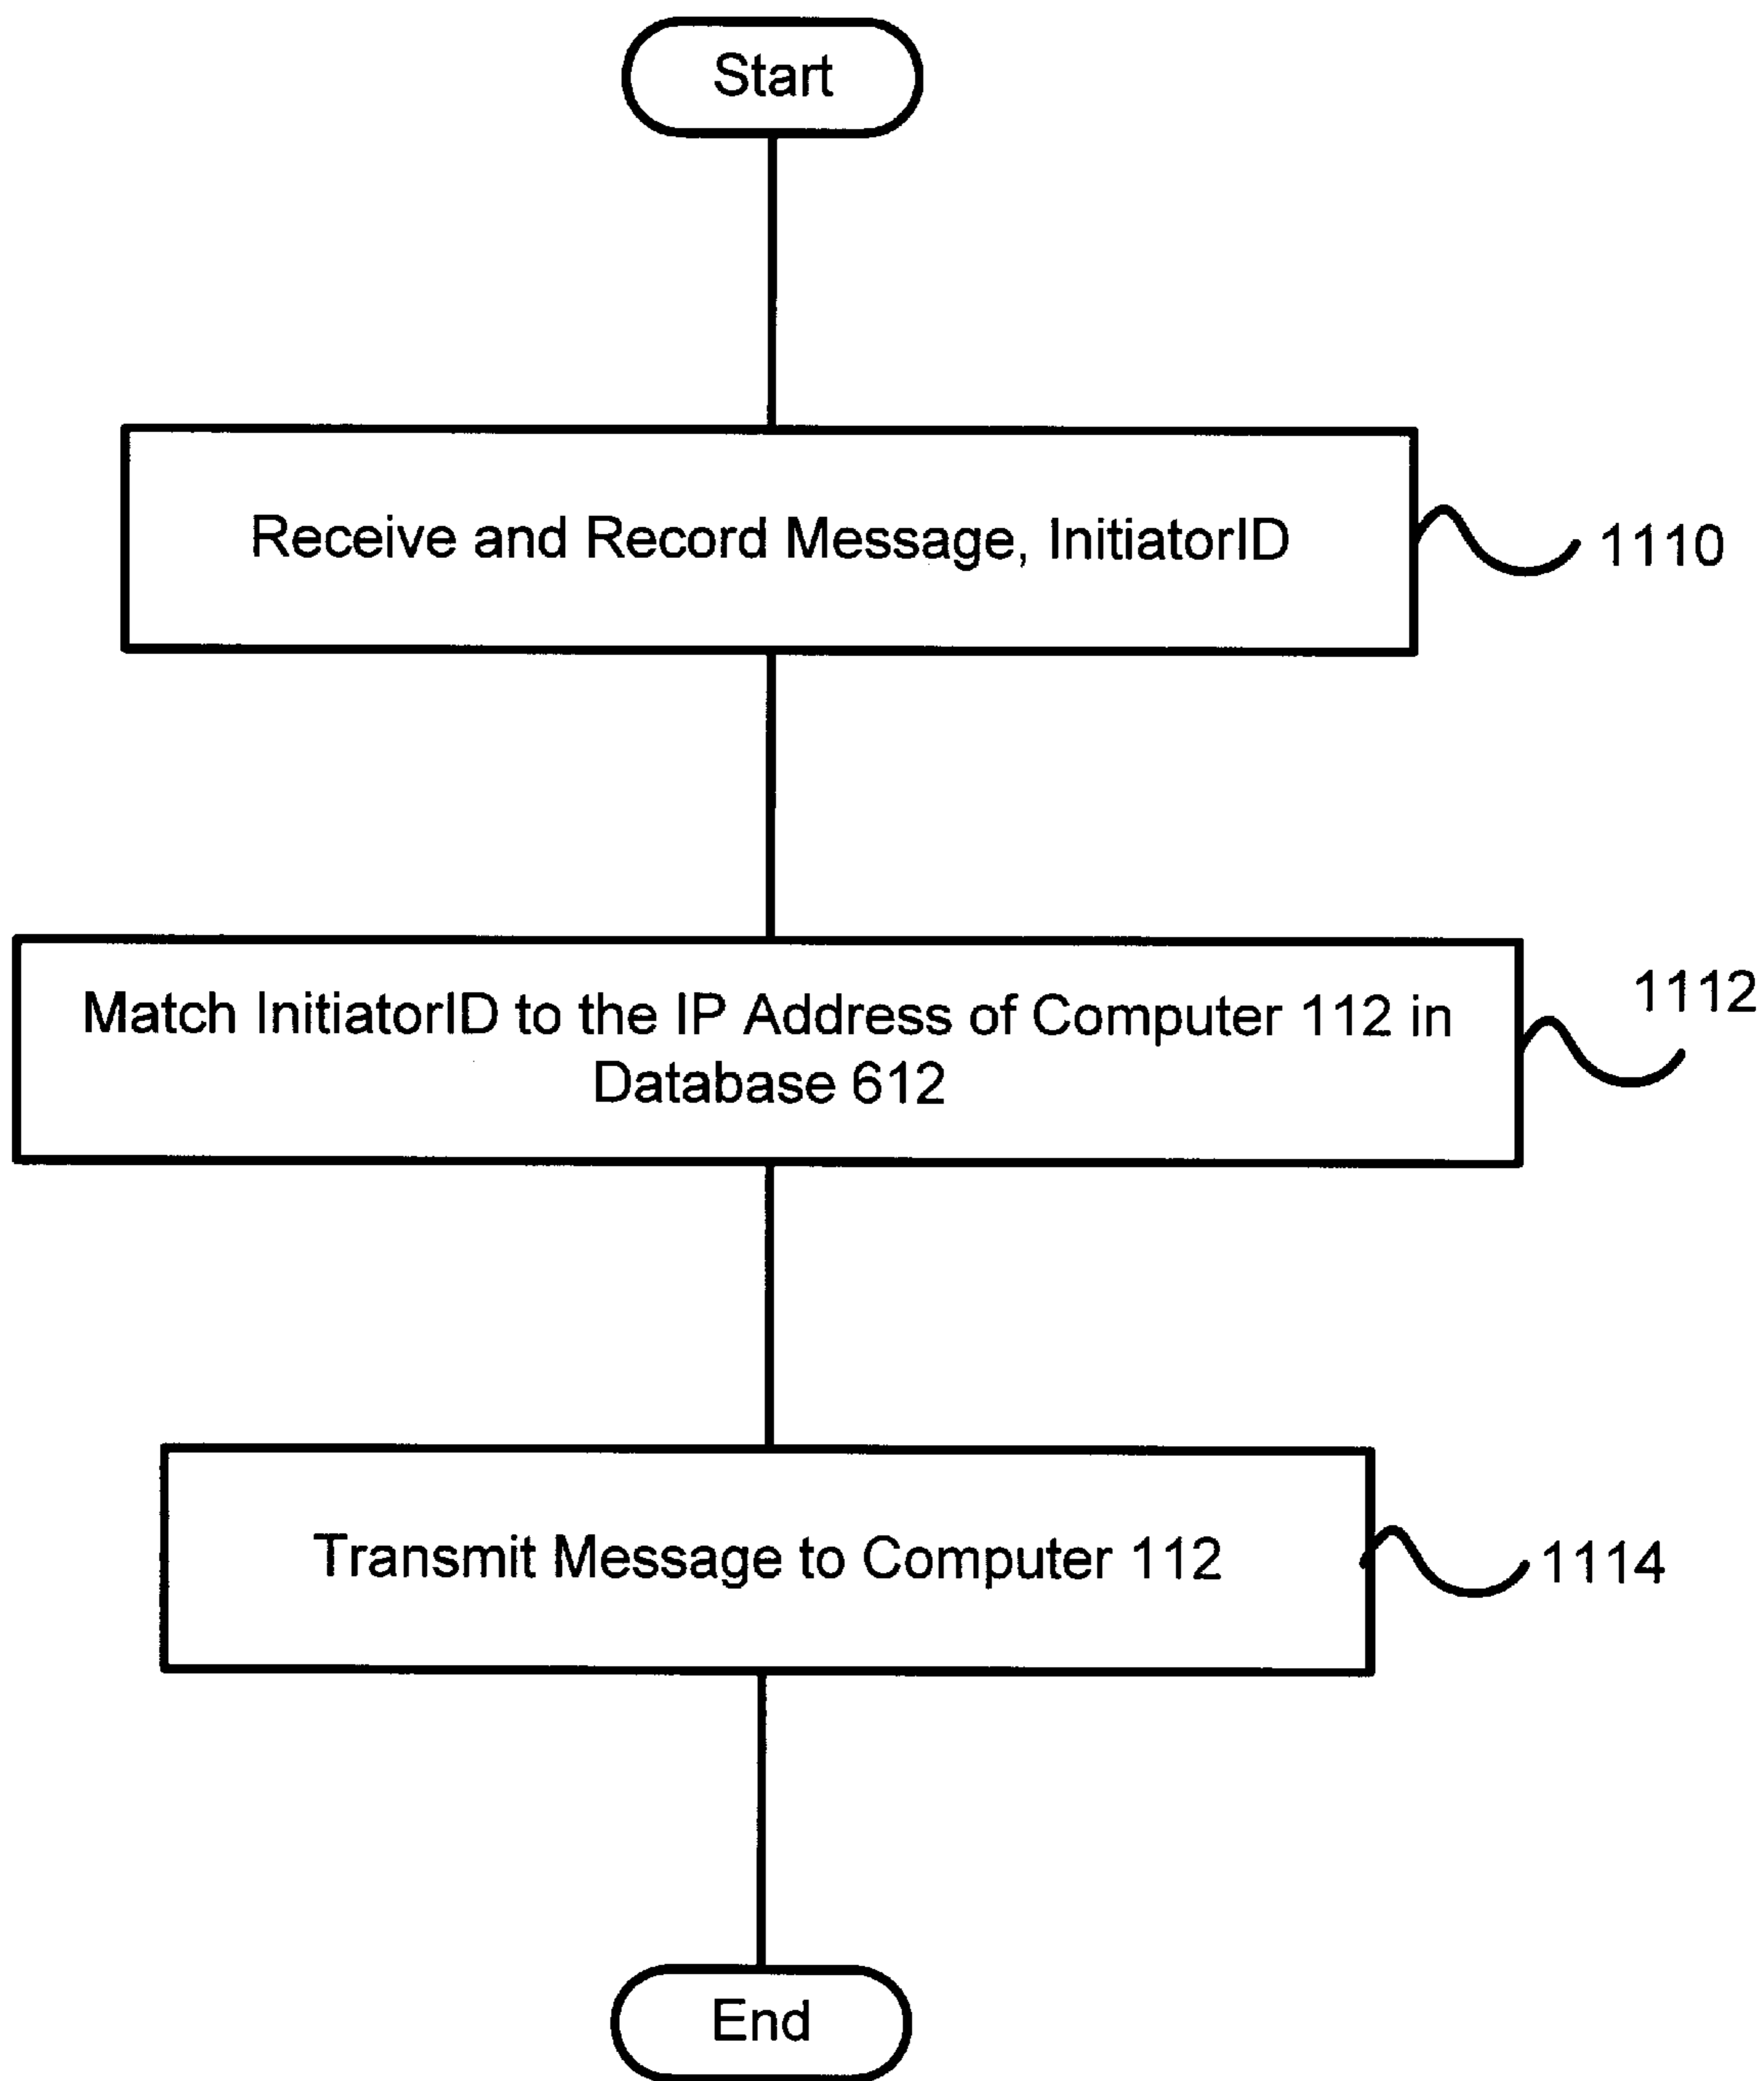 Start
Receive and Record Message, InitiatorID
1110
Match InitiatorID to the IP Address of Computer 112 in
Database 612
1112
Transmit Message to Computer 112
1114
End